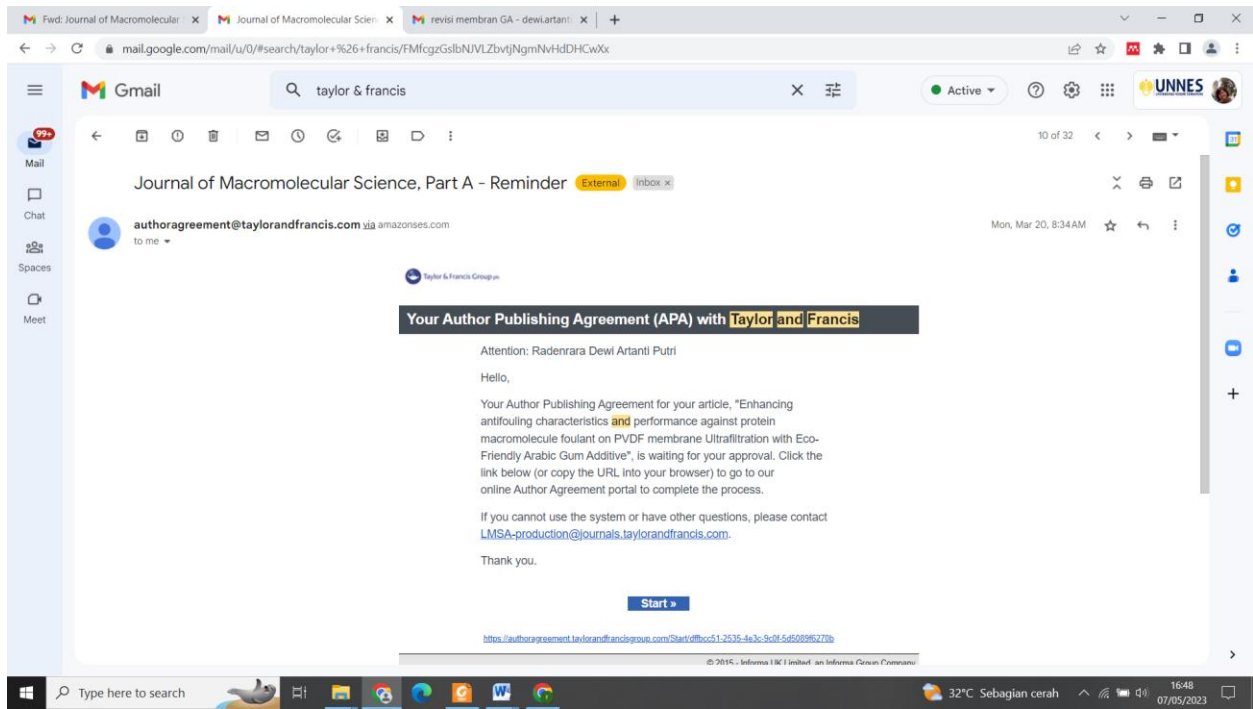 Fwd: Journal of Macromolecular
Journal of Macromolecular Scien
revisi membran GA - dewi.artanti
mail.google.com/mail/u/0/#search/taylor+%26+francis/FMfcgzGslbNJVLZbvtjNgmNvHdDHCwXx
Gmail
taylor & francis
Active
UNNES
99+
Mail
Chat
Spaces
Meet
10 of 32
Journal of Macromolecular Science, Part A - Reminder External Inbox ×
authoragreement@taylorandfrancis.com via amazonses.com
Mon, Mar 20, 8:34 AM
to me
Taylor & Francis Group
Your Author Publishing Agreement (APA) with Taylor and Francis
Attention: Radenrara Dewi Artanti Putri
Hello,
Your Author Publishing Agreement for your article, "Enhancing
antifouling characteristics and performance against protein
macromolecule foulant on PVDF membrane Ultrafiltration with Eco-
Friendly Arabic Gum Additive", is waiting for your approval. Click the
link below (or copy the URL into your browser) to go to our
online Author Agreement portal to complete the process.
If you cannot use the system or have other questions, please contact
LMSA-production@journals.taylorandfrancis.com.
Thank you.
Start »
https://authoragreement.taylorandfrancisgroup.com/Start/dffbcc51-2535-4e3c-9c0f-5d5089f6270b
© 2015 - Informa UK Limited, an Informa Group Company
Type here to search
32°C Sebagian cerah
16:48
07/05/2023